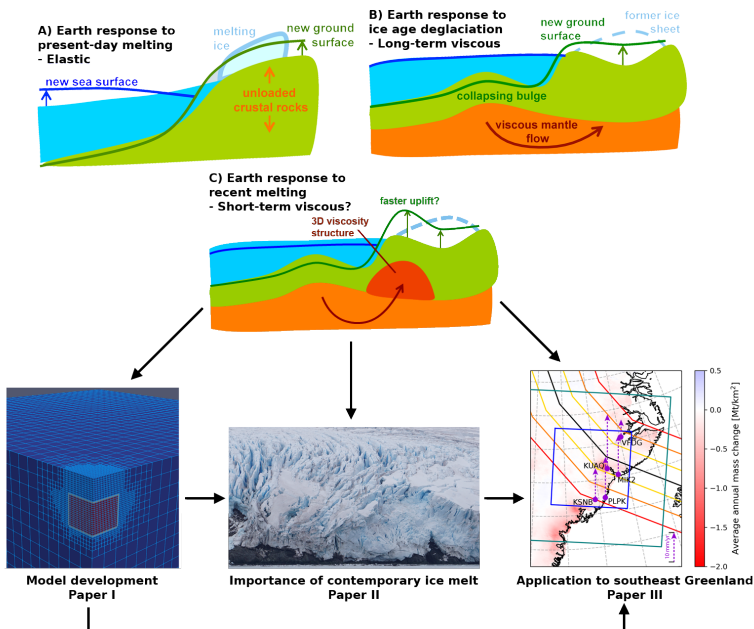 A) Earth response to
present-day melting
- Elastic
melting
ice
new ground
surface
new sea surface
unloaded
crustal rocks
B) Earth response to
ice age deglaciation
- Long-term viscous
new ground
surface
former ice
sheet
collapsing bulge
viscous mantle
flow
C) Earth response to
recent melting
- Short-term viscous?
faster uplift?
3D viscosity
structure
Model development
Paper I
Importance of contemporary ice melt
Paper II
VFDG
KUAQ
MIK2
KSNB
PLPK
10mm/yr
0.5
0.0
−0.5
−1.0
−1.5
−2.0
Average annual mass change [Mt/km²]
Application to southeast Greenland
Paper III